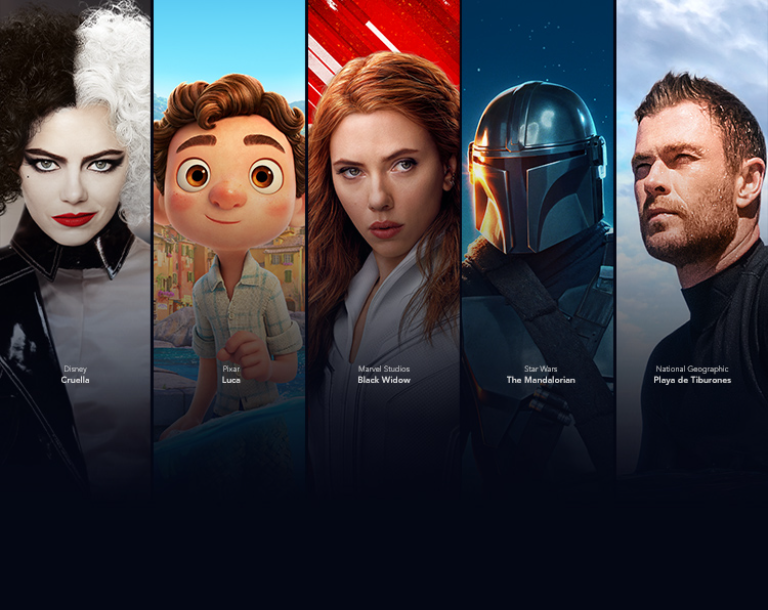 Disney
Cruella
Pixar
Luca
Marvel Studios
Black Widow
Star Wars
The Mandalorian
National Geographic
Playa de Tiburones